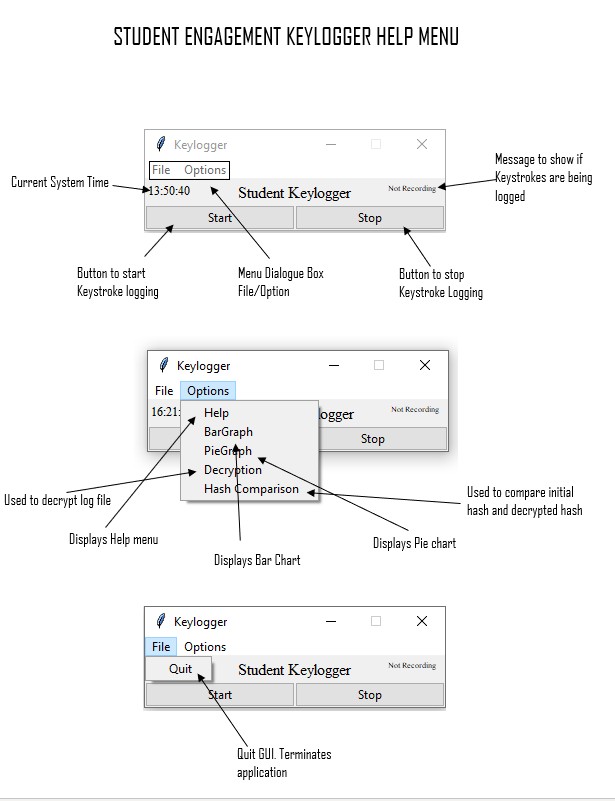 STUDENT ENGAGEMENT KEYLOGGER HELP MENU
Keylogger
File Options
Current System Time
13:50:40
Student Keylogger
Not Recording
Message to show if
Keystrokes are being
logged
Start
Stop
Button to start
Keystroke logging
Menu Dialogue Box
File/Option
Button to stop
Keystroke Logging
Keylogger
File Options
16:21:
logger
Not Recording
Help
BarGraph
PieGraph
Decryption
Hash Comparison
Stop
Used to decrypt log file
Displays Help menu
Displays Bar Chart
Displays Pie chart
Used to compare initial
hash and decrypted hash
Keylogger
File Options
Quit
Student Keylogger
Not Recording
Start
Stop
Quit GUI. Terminates
application